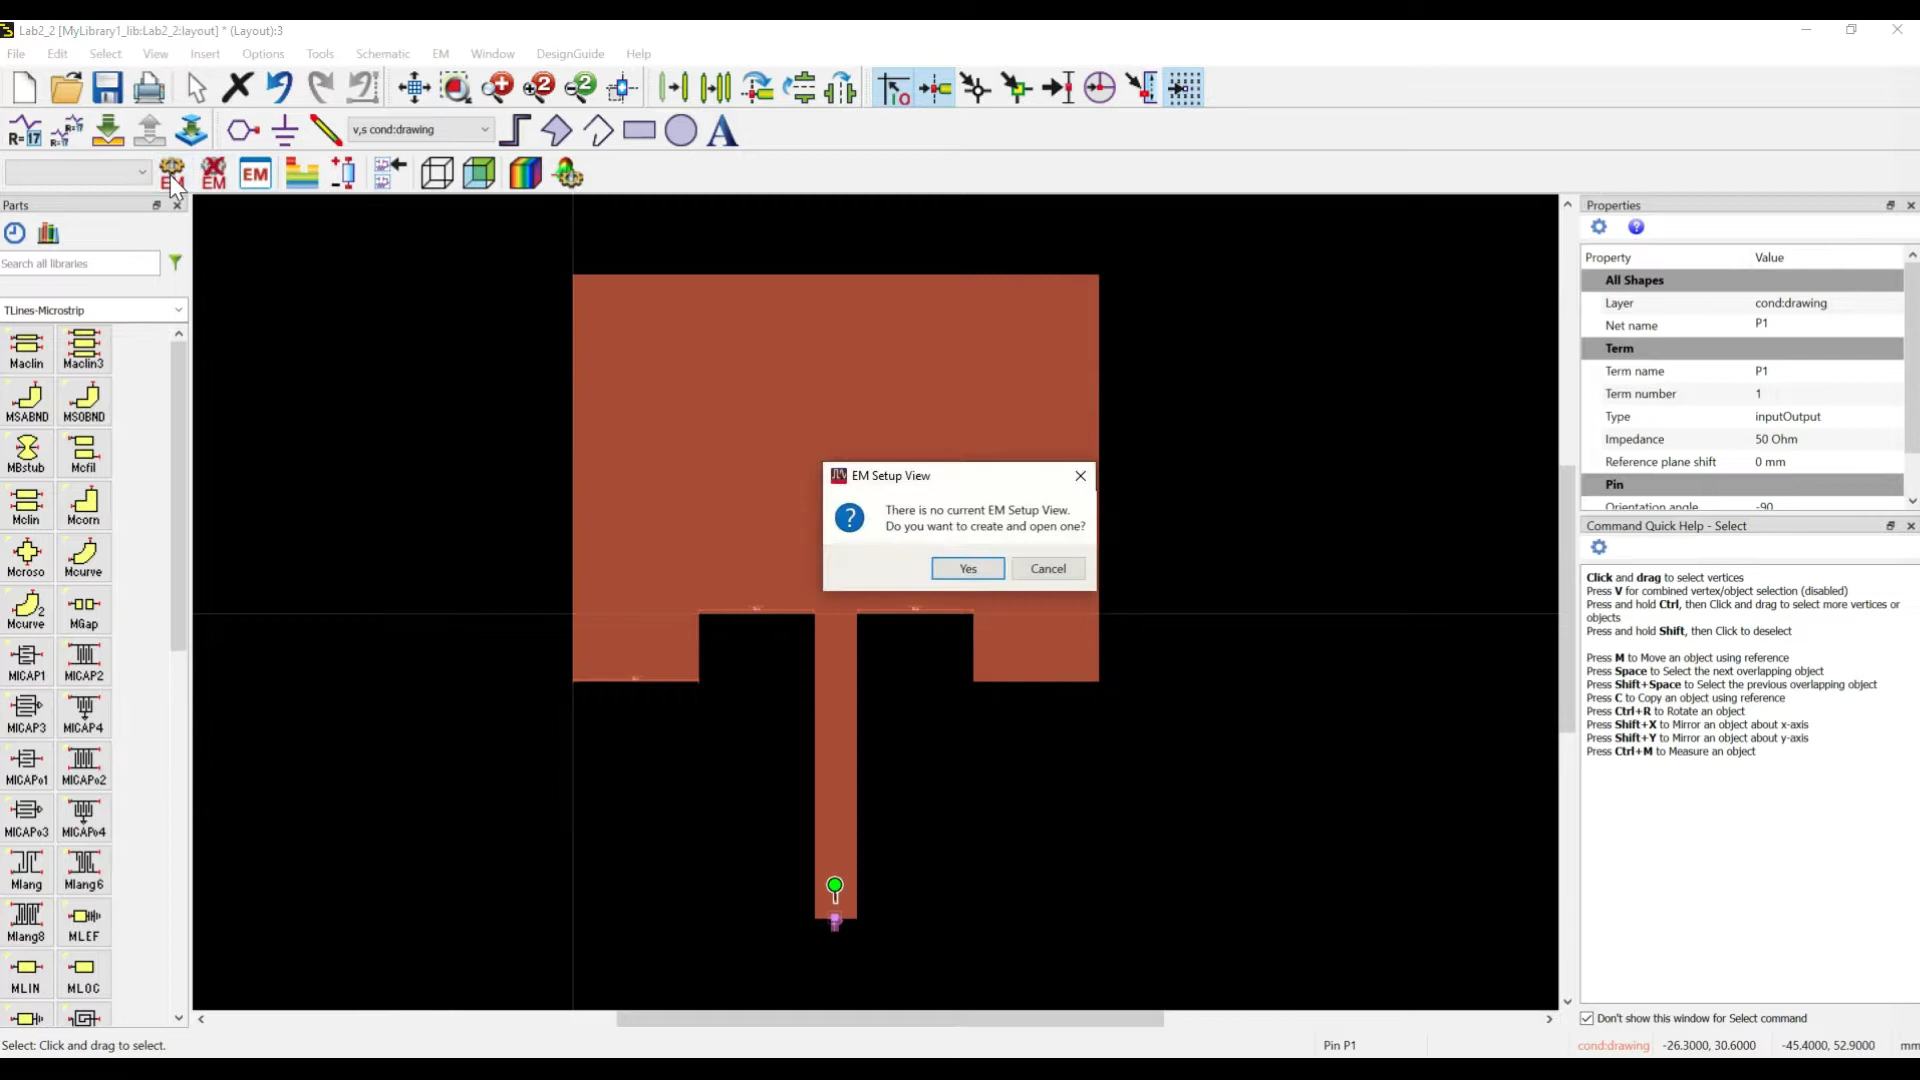 Lab2_2 [MyLibrary1_lib:Lab2_2:layout] * (Layout):3
File Edit Select View Insert Options Tools Schematic EM Window DesignGuide Help
v,s cond:drawing
EM EM EM
Parts
Search all libraries
TLines-Microstrip
Maclin Maclin3
MSABND MSOBND
MBstub Mcfil
Mclin Mcorn
Mcroso Mcurve
Mcurve MGap
MICAP1 MICAP2
MICAP3 MICAP4
MICAPo1 MICAPo2
MICAPo3 MICAPo4
Mlang Mlang6
Mlang8 MLEF
MLIN MLOC
EM Setup View
There is no current EM Setup View.
Do you want to create and open one?
Yes Cancel
Properties
Property Value
All Shapes
Layer cond:drawing
Net name P1
Term
Term name P1
Term number 1
Type inputOutput
Impedance 50 Ohm
Reference plane shift 0 mm
Pin
Orientation angle -90
Command Quick Help - Select
Click and drag to select vertices
Press V for combined vertex/object selection (disabled)
Press and hold Ctrl, then Click and drag to select more vertices or
objects
Press and hold Shift, then Click to deselect
Press M to Move an object using reference
Press Space to Select the next overlapping object
Press Shift+Space to Select the previous overlapping object
Press C to Copy an object using reference
Press Ctrl+R to Rotate an object
Press Shift+X to Mirror an object about x-axis
Press Shift+Y to Mirror an object about y-axis
Press Ctrl+M to Measure an object
Don't show this window for Select command
Select: Click and drag to select.
Pin P1
cond:drawing -26.3000, 30.6000 -45.4000, 52.9000 mm